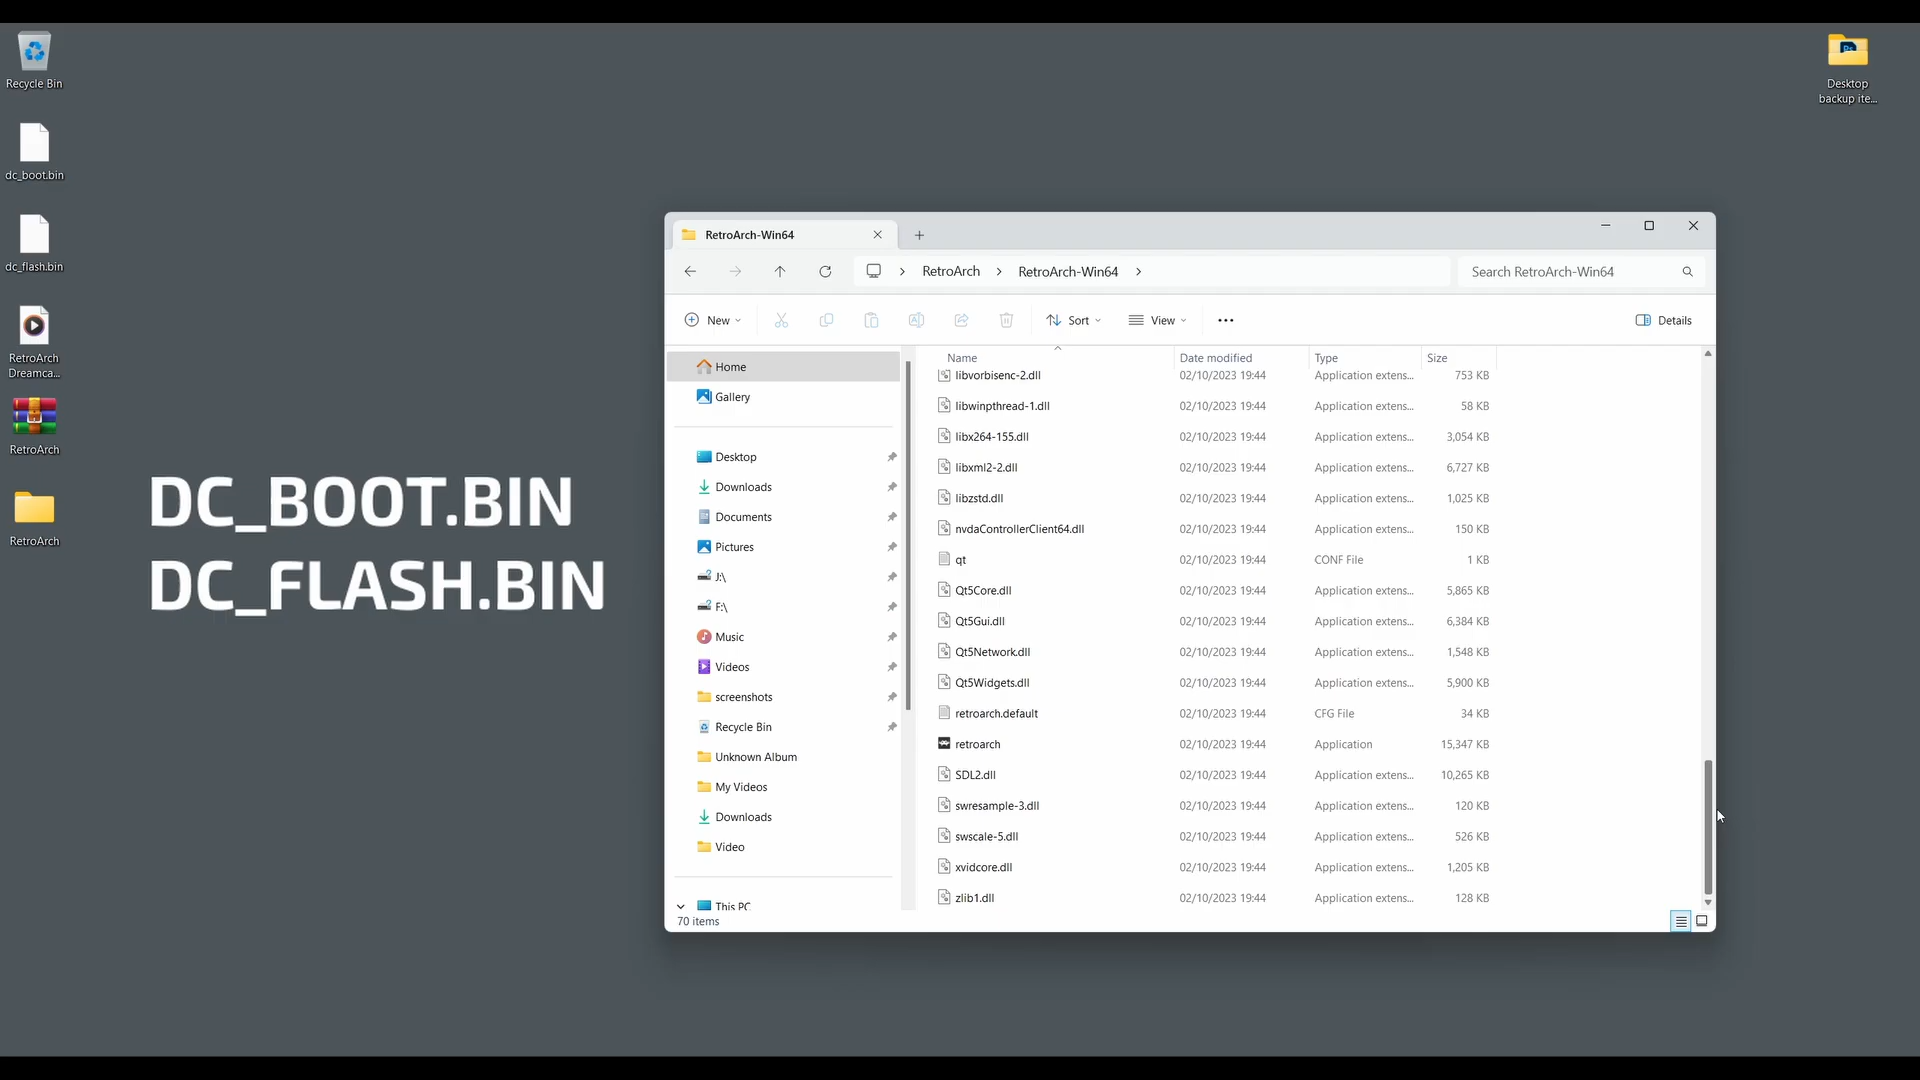 Recycle Bin
dc_boot.bin
dc_flash.bin
RetroArch
Dreamca...
RetroArch
RetroArch
Desktop
backup ite...
DC_BOOT.BIN
DC_FLASH.BIN
RetroArch-Win64
RetroArch > RetroArch-Win64 >
Search RetroArch-Win64
New
Sort
View
Details
Home
Gallery
Desktop
Downloads
Documents
Pictures
J:\
F:\
Music
Videos
screenshots
Recycle Bin
Unknown Album
My Videos
Downloads
Video
This PC
70 items
Name Date modified Type Size
libvorbisenc-2.dll 02/10/2023 19:44 Application extens... 753 KB
libwinpthread-1.dll 02/10/2023 19:44 Application extens... 58 KB
libx264-155.dll 02/10/2023 19:44 Application extens... 3,054 KB
libxml2-2.dll 02/10/2023 19:44 Application extens... 6,727 KB
libzstd.dll 02/10/2023 19:44 Application extens... 1,025 KB
nvdaControllerClient64.dll 02/10/2023 19:44 Application extens... 150 KB
qt 02/10/2023 19:44 CONF File 1 KB
Qt5Core.dll 02/10/2023 19:44 Application extens... 5,865 KB
Qt5Gui.dll 02/10/2023 19:44 Application extens... 6,384 KB
Qt5Network.dll 02/10/2023 19:44 Application extens... 1,548 KB
Qt5Widgets.dll 02/10/2023 19:44 Application extens... 5,900 KB
retroarch.default 02/10/2023 19:44 CFG File 34 KB
retroarch 02/10/2023 19:44 Application 15,347 KB
SDL2.dll 02/10/2023 19:44 Application extens... 10,265 KB
swresample-3.dll 02/10/2023 19:44 Application extens... 120 KB
swscale-5.dll 02/10/2023 19:44 Application extens... 526 KB
xvidcore.dll 02/10/2023 19:44 Application extens... 1,205 KB
zlib1.dll 02/10/2023 19:44 Application extens... 128 KB